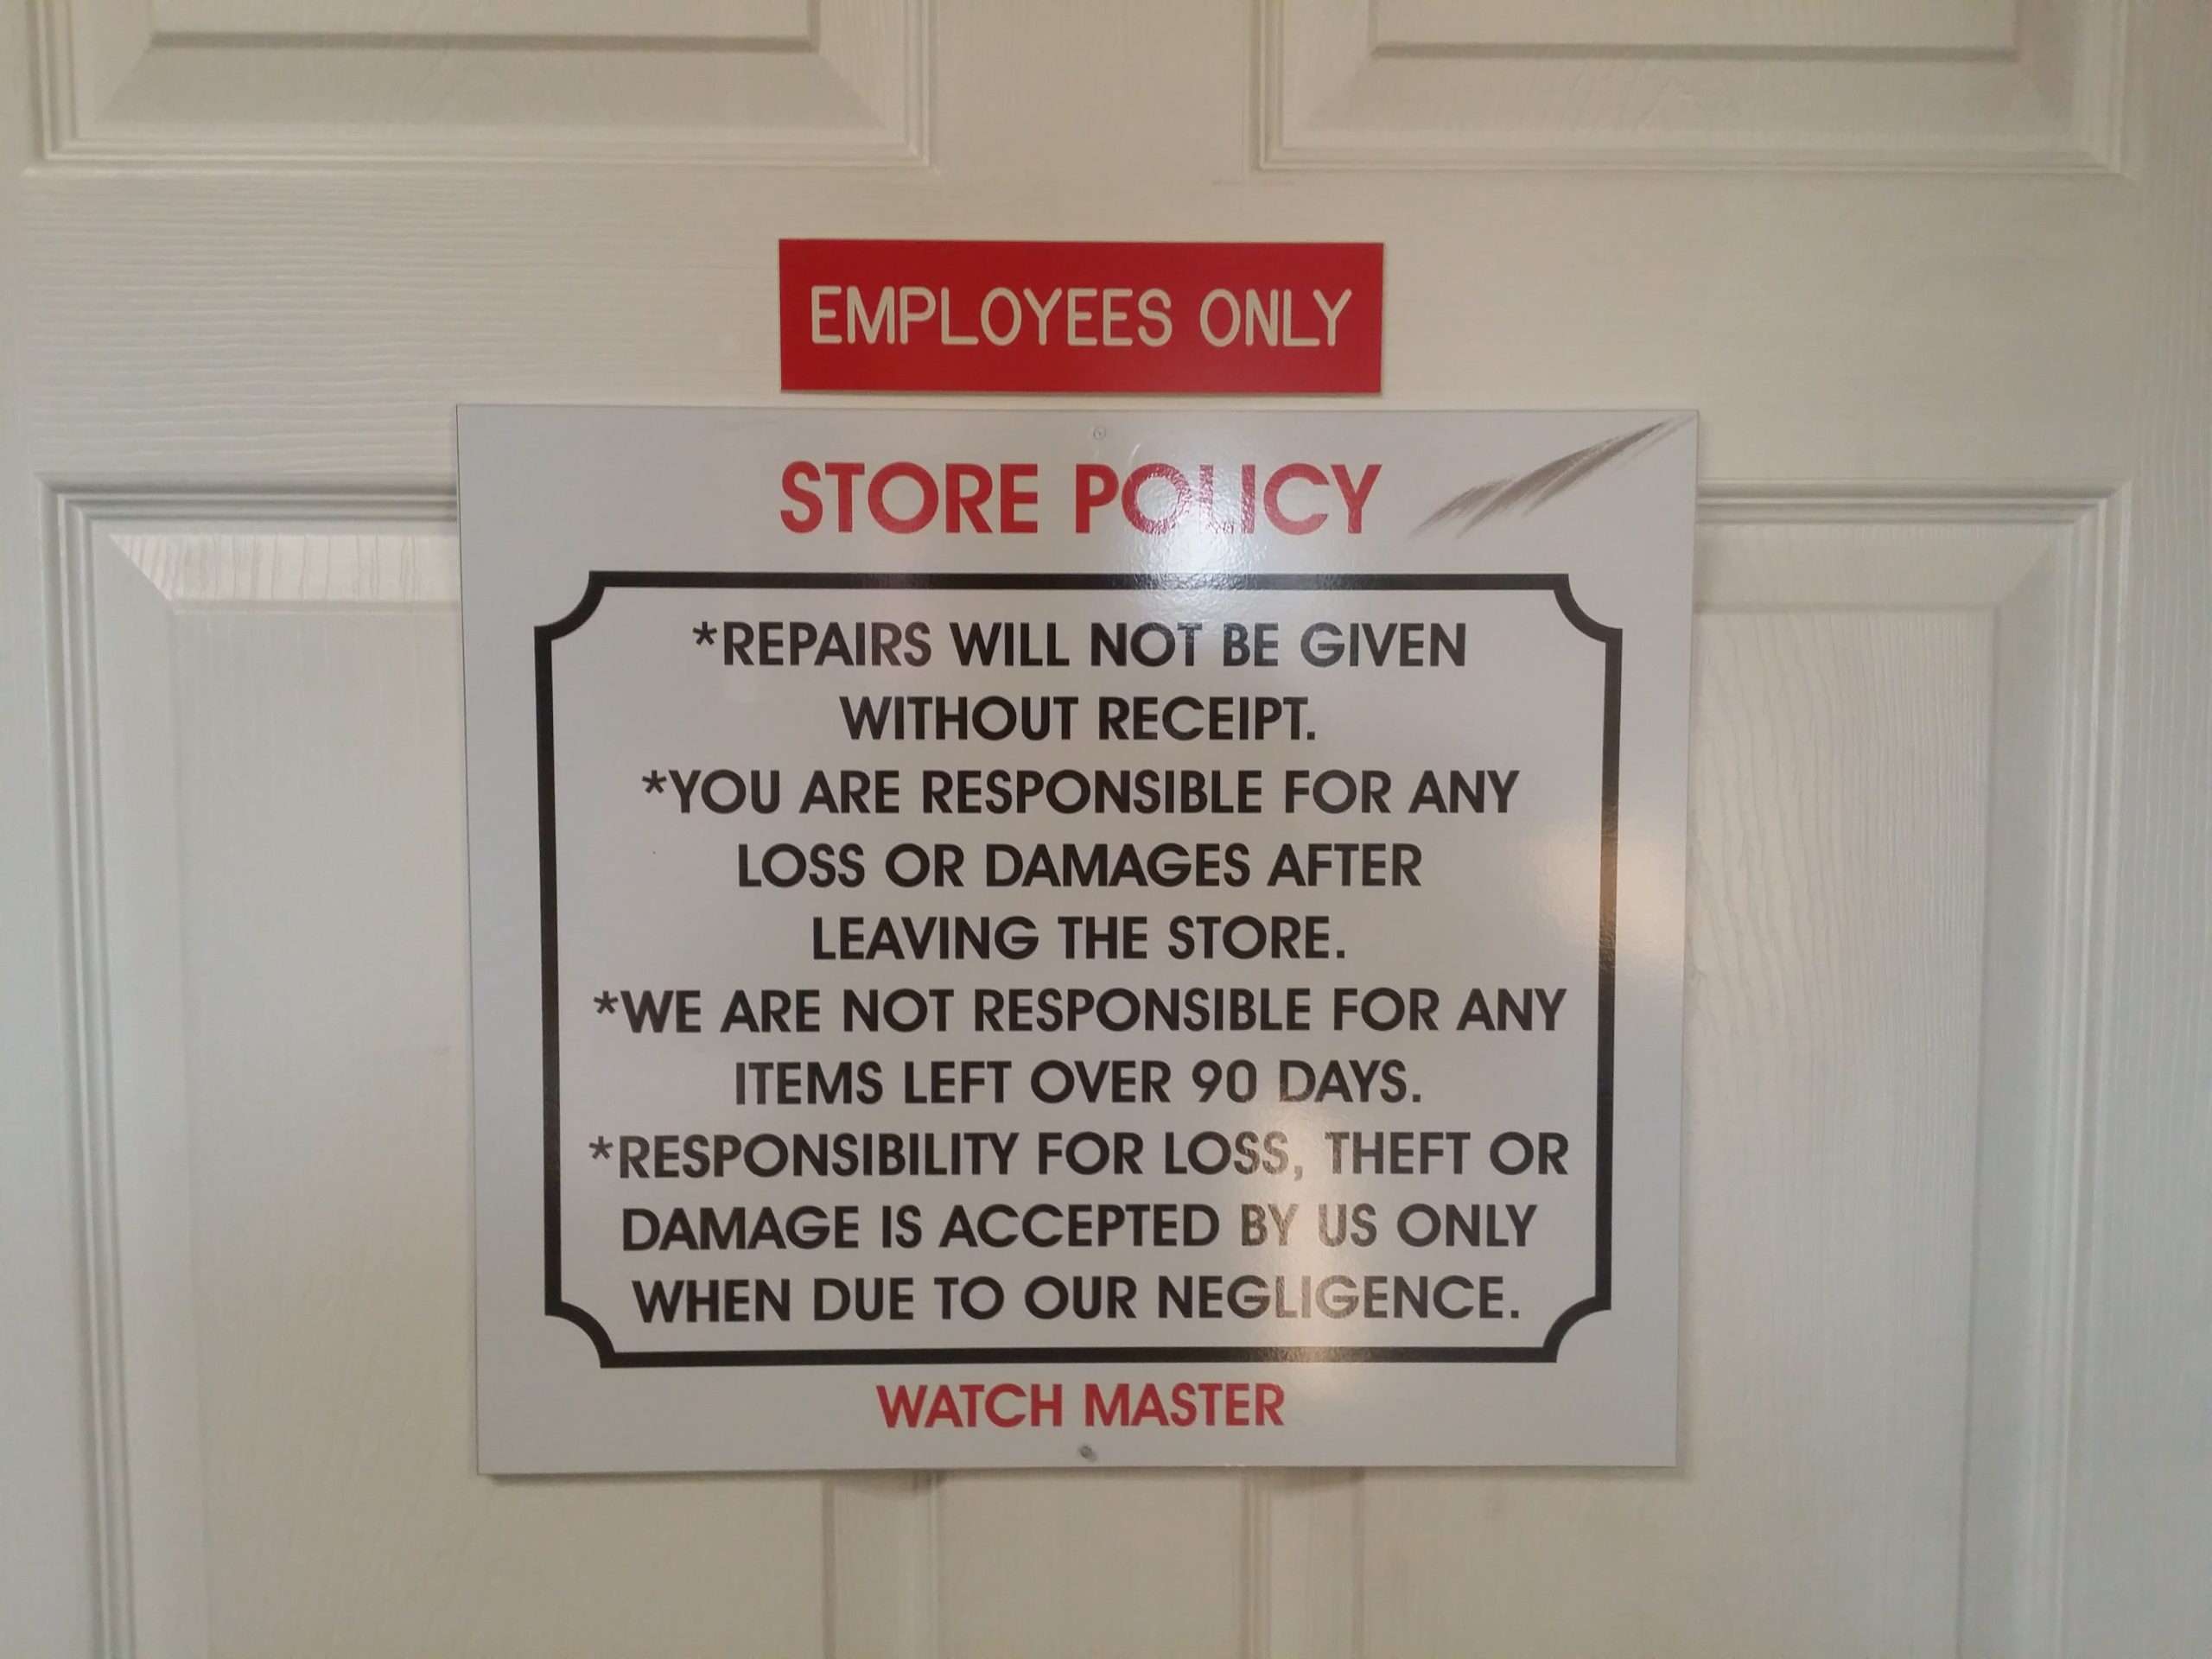 EMPLOYEES ONLY
STORE POLICY
*REPAIRS WILL NOT BE GIVEN
WITHOUT RECEIPT.
*YOU ARE RESPONSIBLE FOR ANY
LOSS OR DAMAGES AFTER
LEAVING THE STORE.
*WE ARE NOT RESPONSIBLE FOR ANY
ITEMS LEFT OVER 90 DAYS.
*RESPONSIBILITY FOR LOSS, THEFT OR
DAMAGE IS ACCEPTED BY US ONLY
WHEN DUE TO OUR NEGLIGENCE.
WATCH MASTER